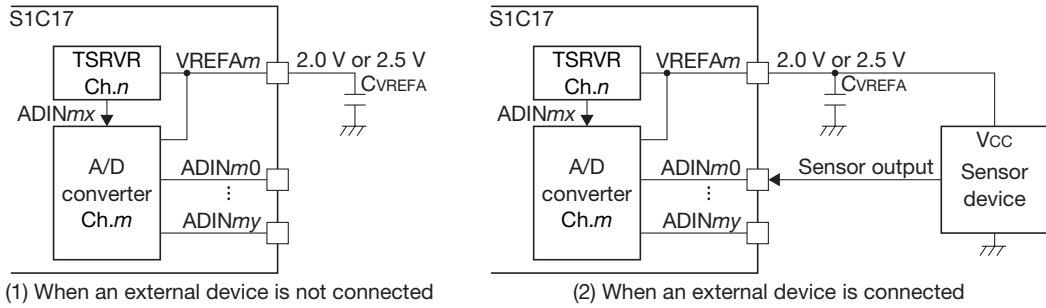 S1C17
TSRVR
Ch.n
VREFAm
2.0 V or 2.5 V
CVREFA
ADINmx
A/D
converter
Ch.m
ADINm0
⋮
ADINmy
(1) When an external device is not connected
S1C17
TSRVR
Ch.n
VREFAm
2.0 V or 2.5 V
CVREFA
ADINmx
A/D
converter
Ch.m
ADINm0
⋮
ADINmy
Sensor output
VCC
Sensor
device
(2) When an external device is connected